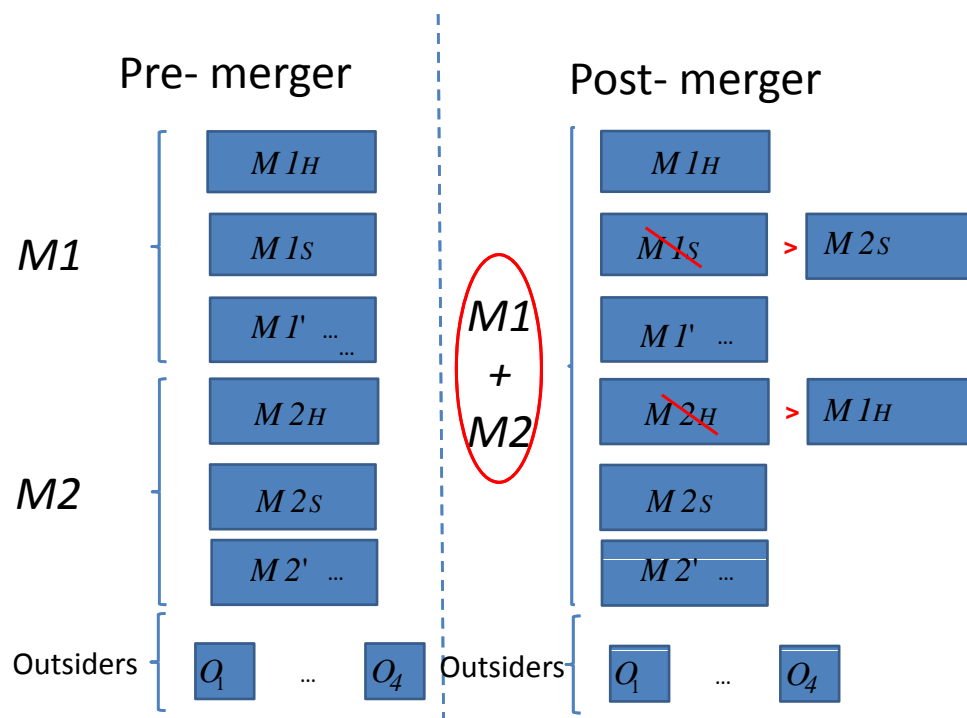 Pre- merger
M1
M 1H
M 1S
M 1' ... ...
M2
M 2H
M 2S
M 2' ...
Outsiders
O1 ... O4
Post- merger
M1
+
M2
M 1H
M 1S > M 2S
M 1' ...
M 2H > M 1H
M 2S
M 2' ...
Outsiders
O1 ... O4